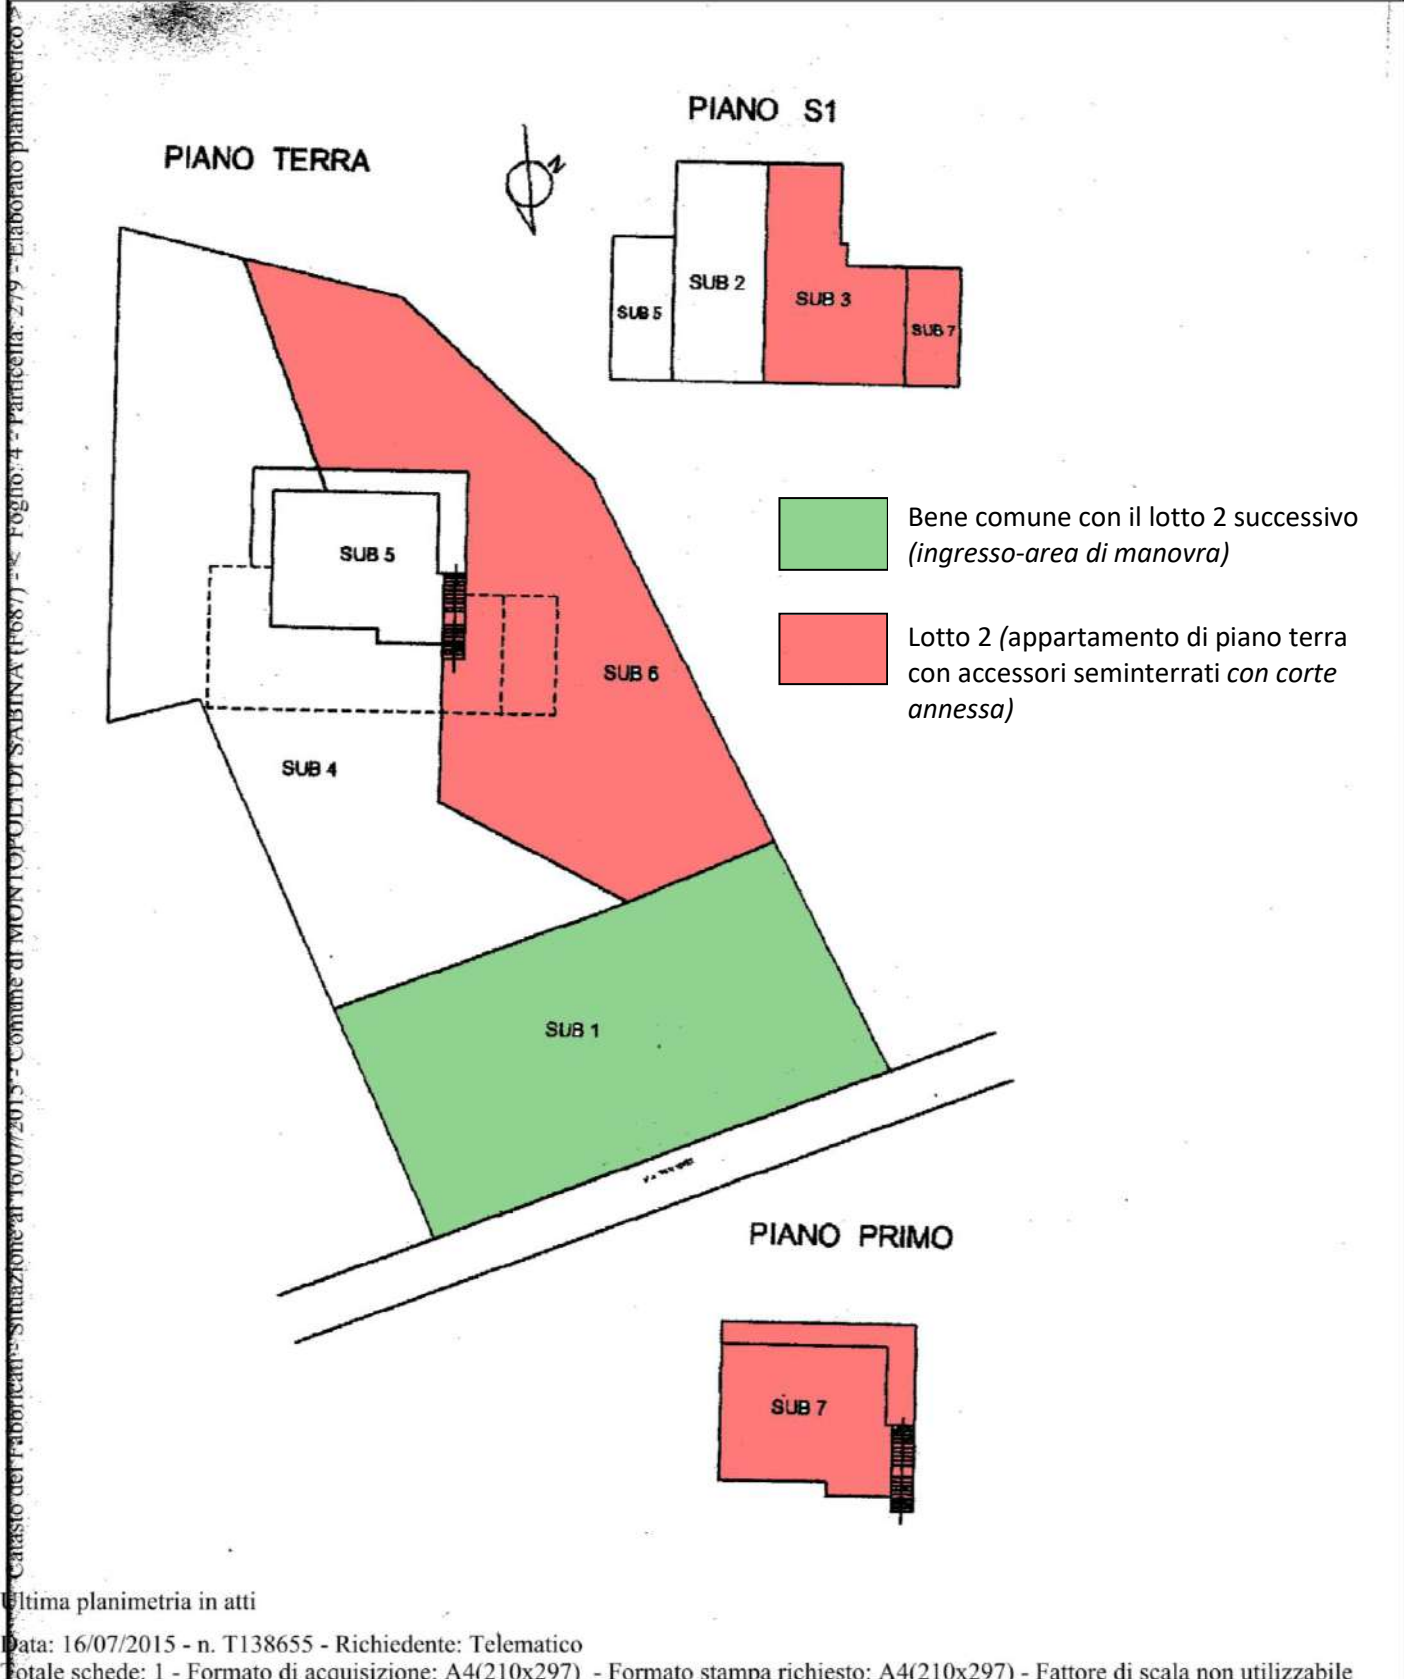 PIANO S1
PIANO TERRA
N
SUB 2
SUB 3
SUB 5
SUB 7
Bene comune con il lotto 2 successivo
(ingresso-area di manovra)
SUB 5
Lotto 2 (appartamento di piano terra
con accessori seminterrati con corte
annessa)
SUB 6
SUB 4
SUB 1
PIANO PRIMO
SUB 7
Catasto dei Fabbricati - Situazione al 16/07/2015 - Comune di MONTOPOLI DI SABINA (F687) - < Foglio: 4 - Particella: 279 - Elaborato planimetrico >
Ultima planimetria in atti
Data: 16/07/2015 - n. T138655 - Richiedente: Telematico
Totale schede: 1 - Formato di acquisizione: A4(210x297) - Formato stampa richiesto: A4(210x297) - Fattore di scala non utilizzabile